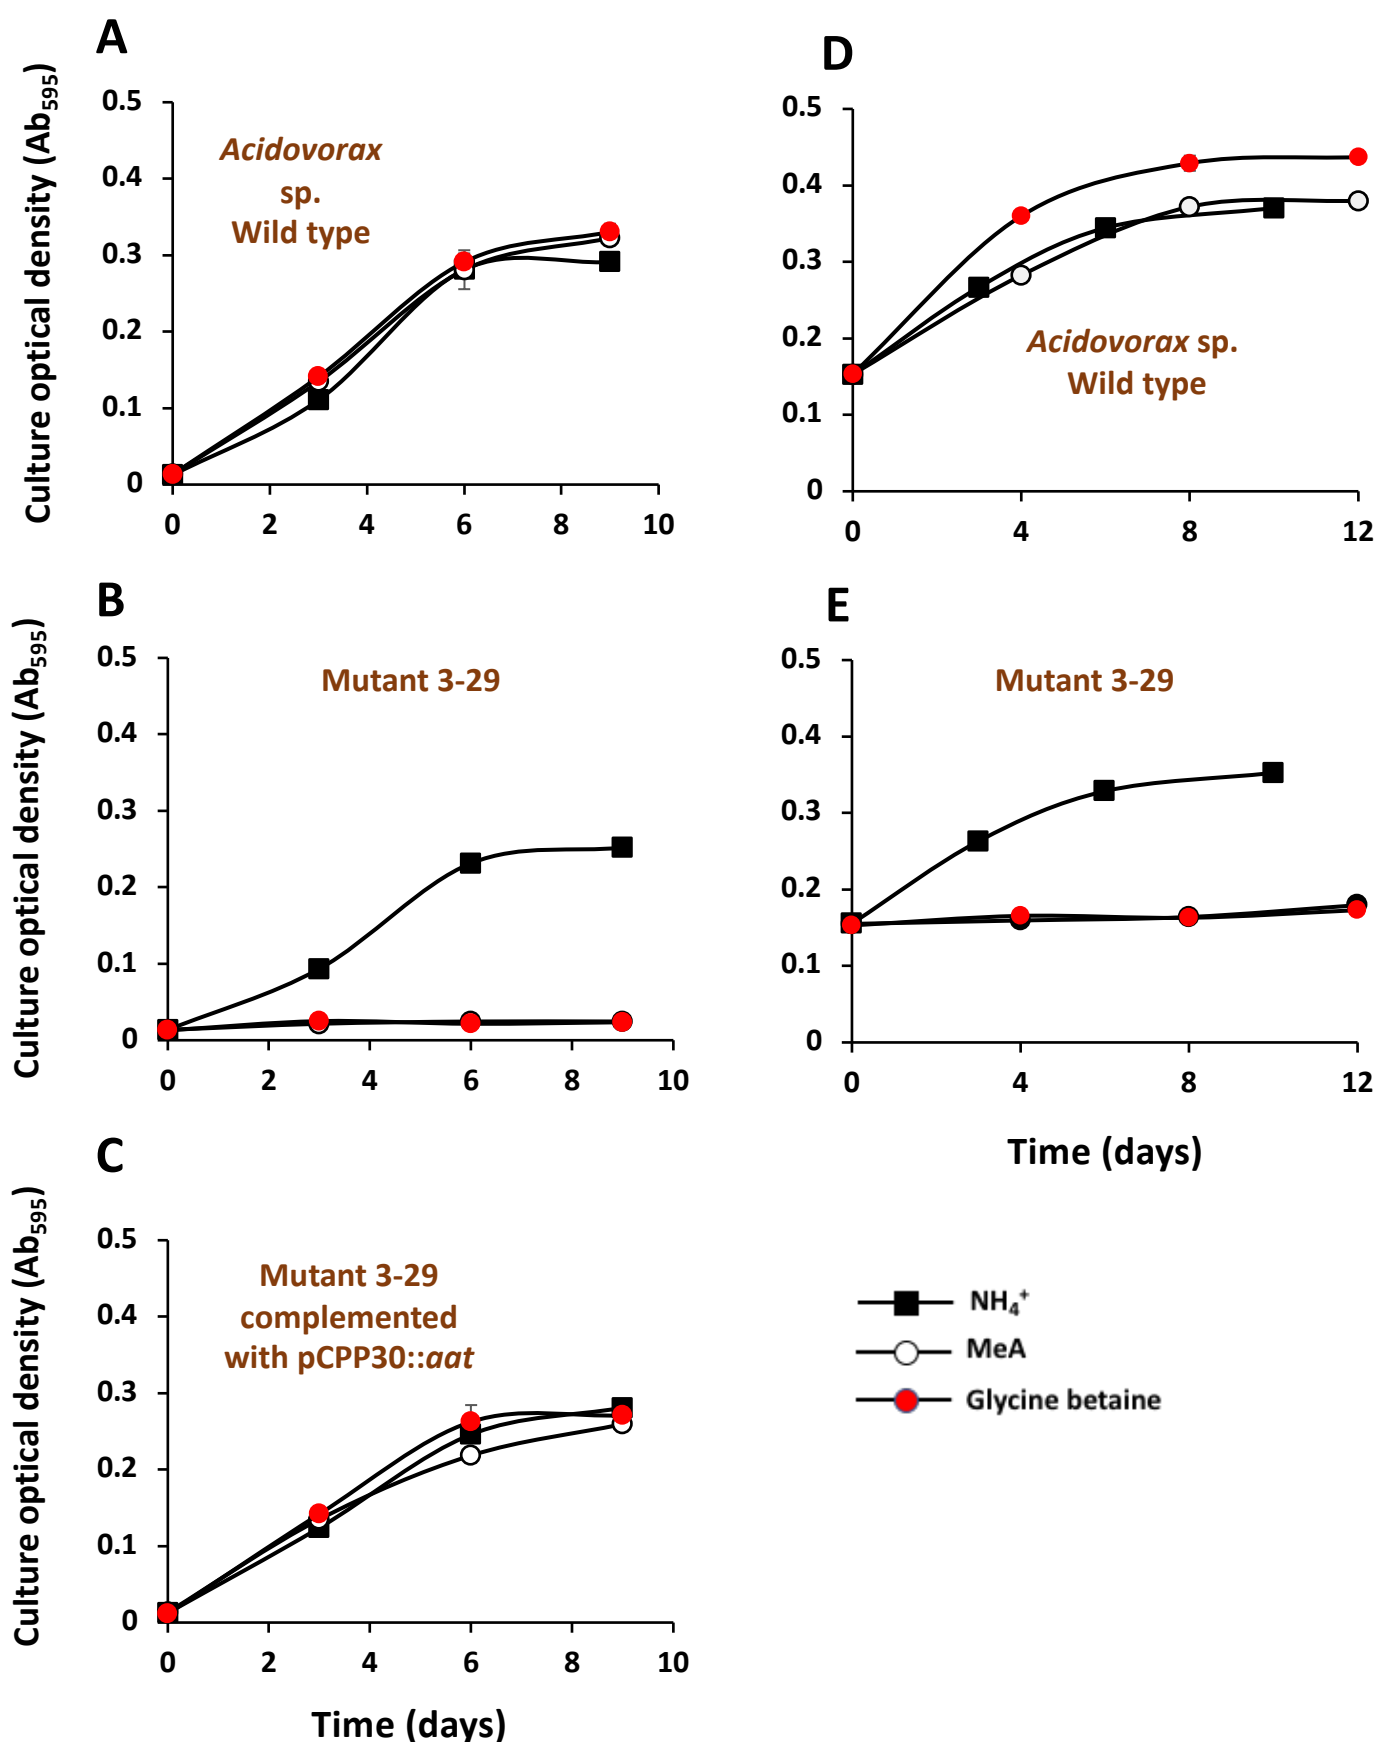 A
Culture optical density (Ab595)
0.5
0.4
0.3
0.2
0.1
0
Acidovorax
sp.
Wild type
0 2 4 6 8 10
D
0.5
0.4
0.3
0.2
0.1
0
Acidovorax sp.
Wild type
0 4 8 12
B
Culture optical density (Ab595)
0.5
0.4
0.3
0.2
0.1
0
Mutant 3-29
0 2 4 6 8 10
E
0.5
0.4
0.3
0.2
0.1
0
Mutant 3-29
0 4 8 12
Time (days)
C
Culture optical density (Ab595)
0.5
0.4
0.3
0.2
0.1
0
Mutant 3-29
complemented
with pCPP30::aat
0 2 4 6 8 10
Time (days)
NH4+
MeA
Glycine betaine